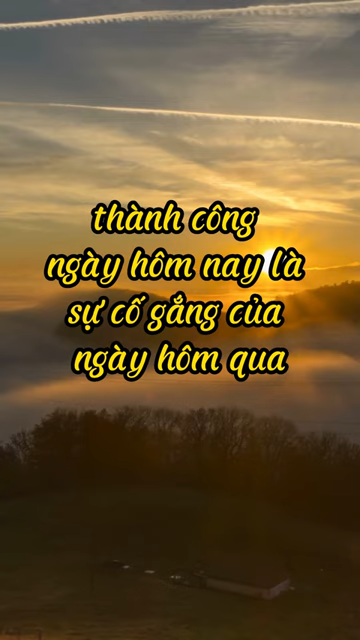 thành công
ngày hôm nay là
sự cố gắng của
ngày hôm qua